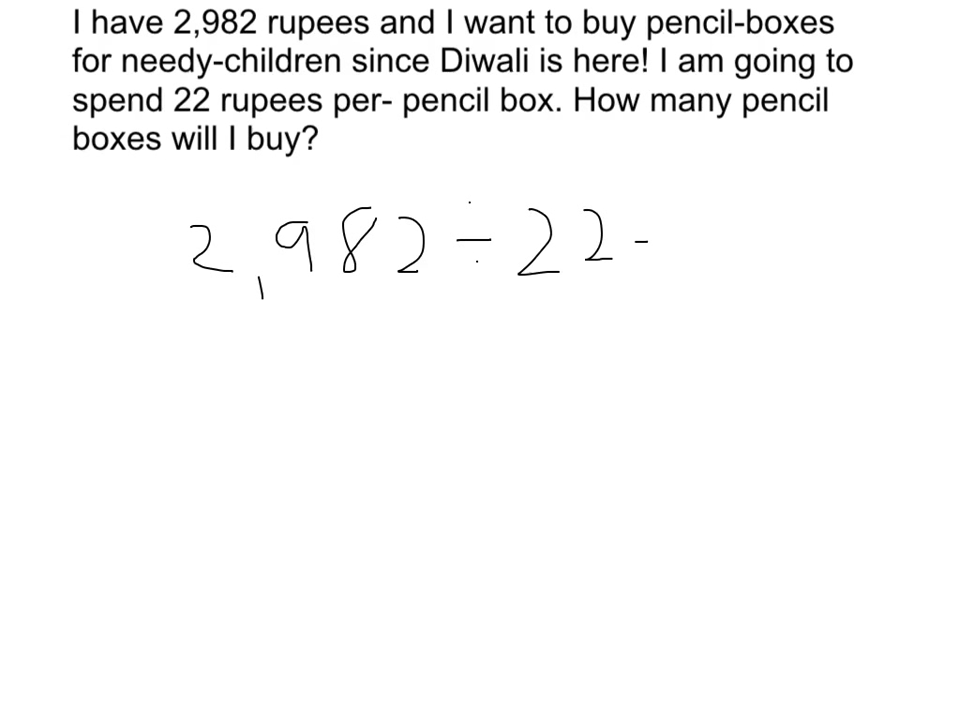 I have 2,982 rupees and I want to buy pencil-boxes
for needy-children since Diwali is here! I am going to
spend 22 rupees per- pencil box. How many pencil
boxes will I buy?
2,982 ÷ 22 -